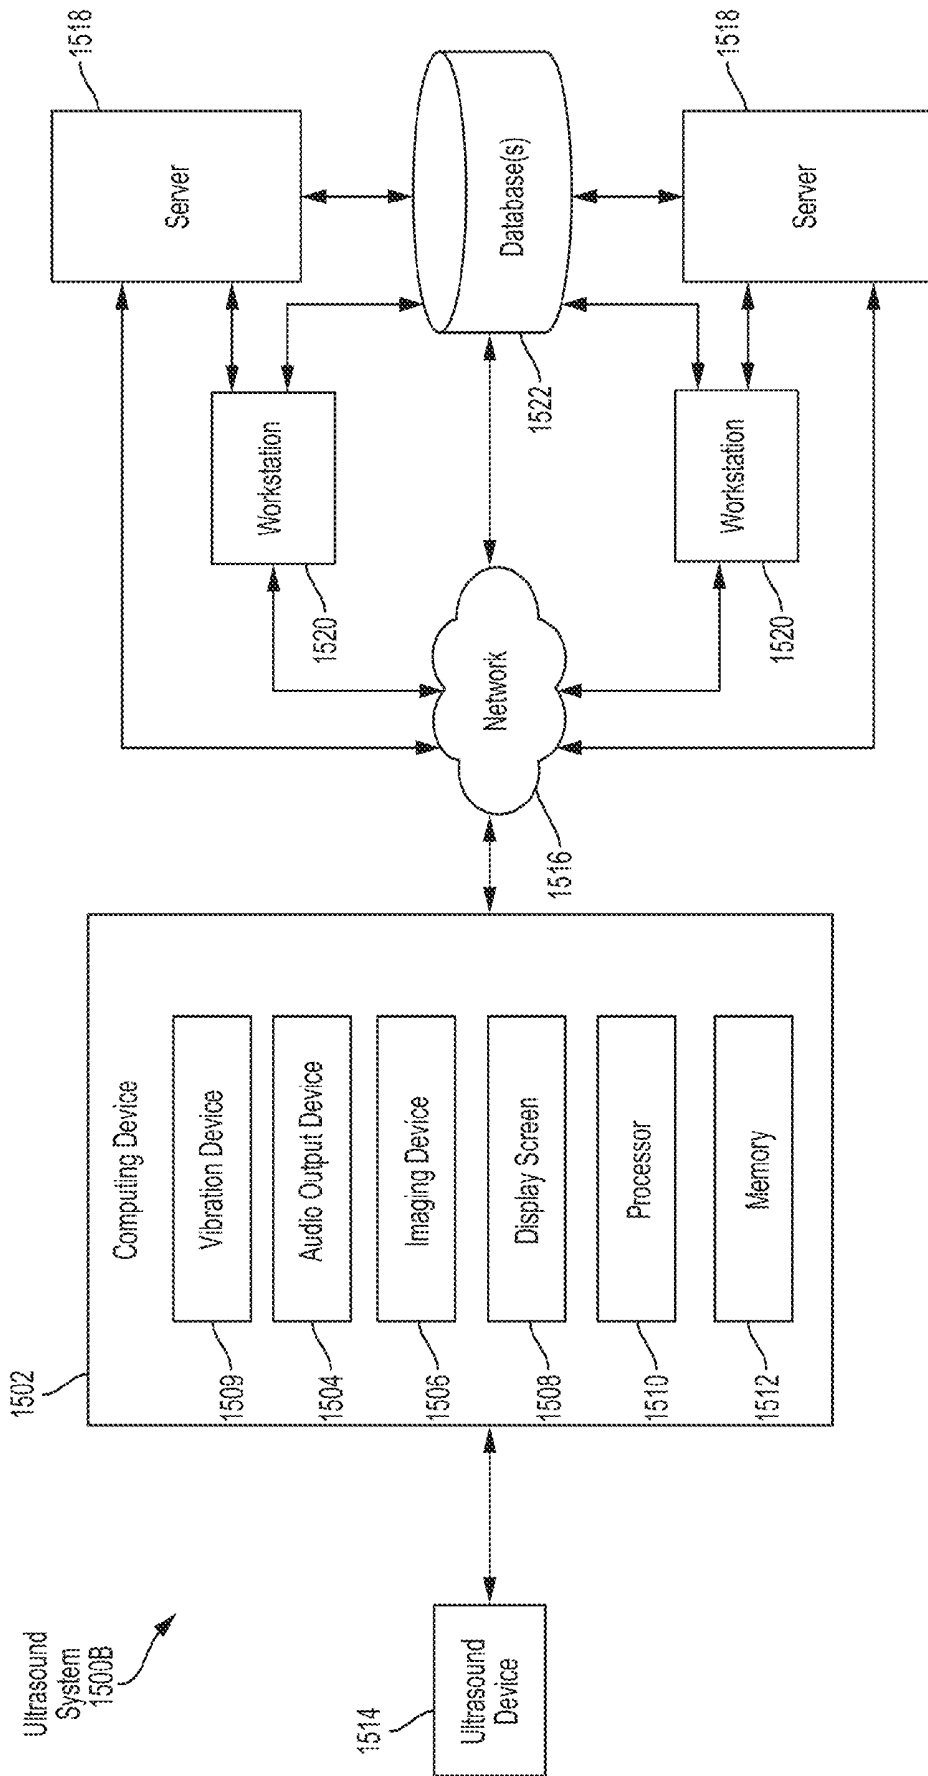 Ultrasound
System
1500B
1514
Ultrasound
Device
1502
Computing Device
Vibration Device
1509
Audio Output Device
1504
Imaging Device
1506
Display Screen
1508
Processor
1510
Memory
1512
Network
1516
Workstation
1520
Workstation
1520
Server
1518
Database(s)
1522
Server
1518